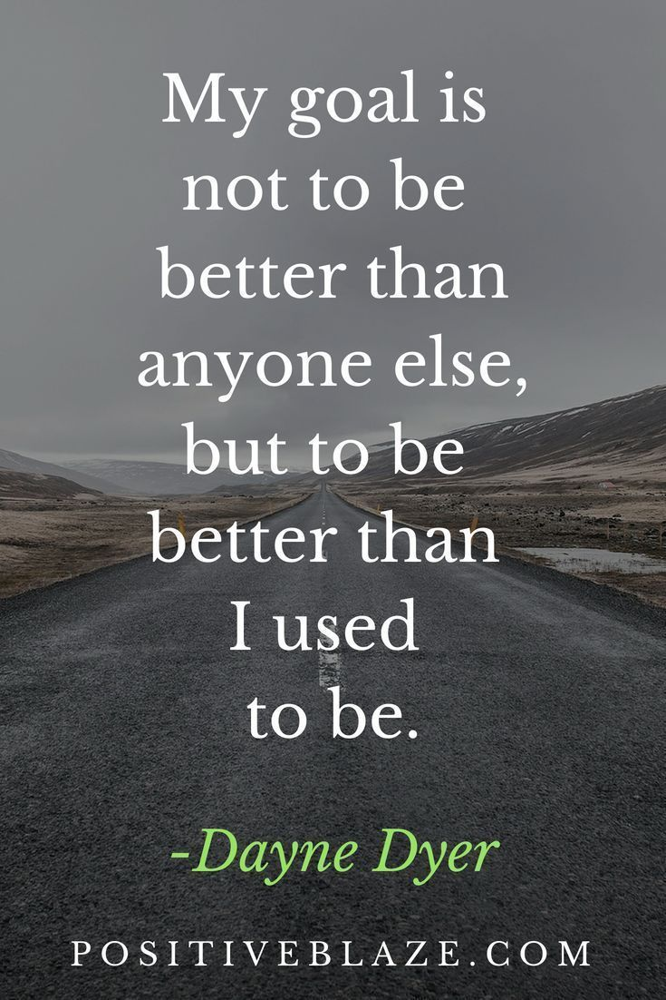 My goal is
not to be
better than
anyone else,
but to be
better than
I used
to be.
-Dayne Dyer
POSITIVEBLAZE.COM